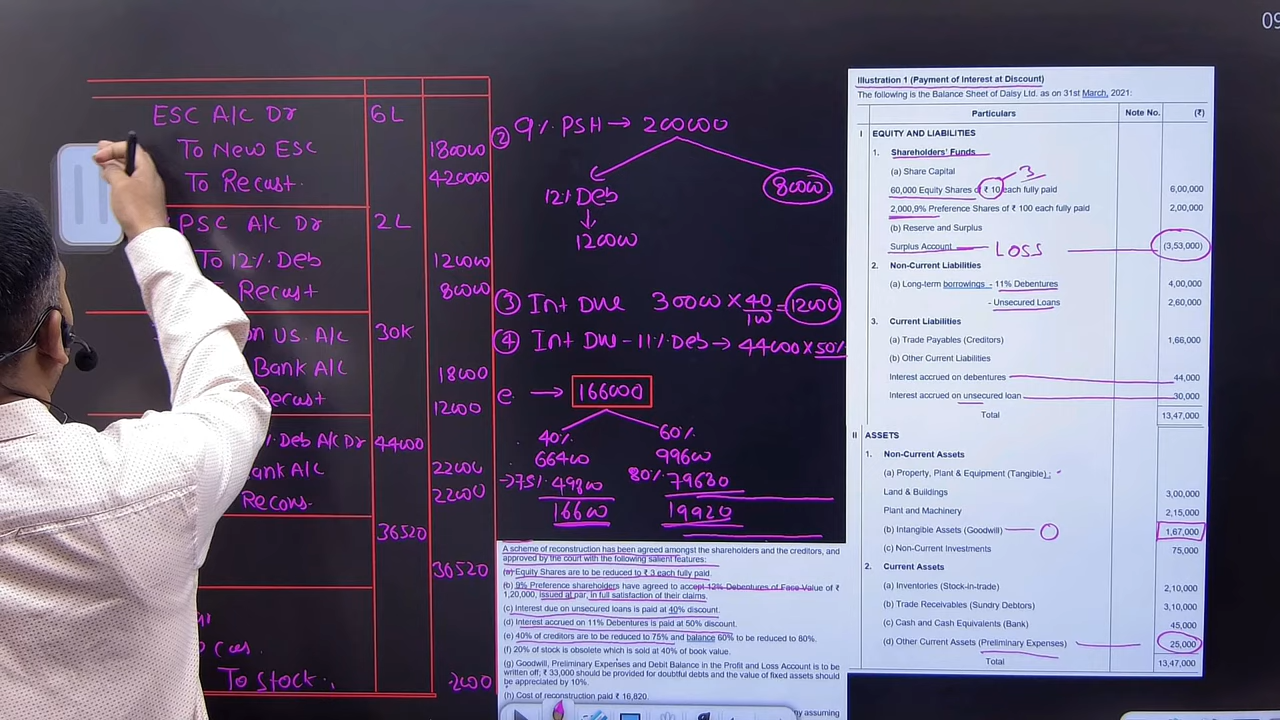 09
ESC A/C Dr 6L
To New ESC 180000
To Recust. 420000
PSC A/C Dr 2L
To 12% Deb 120000
Recust 80000
on US. A/C 30K
Bank A/C 18000
Recust 12000
% Deb A/C Dr 44000
ank A/C 22000
Recons. 22000
36520
36520
To stock.
② 9% PSH → 200000
12% Deb
80000
120000
③ Int Due 30000 × 40/100 = 12000
④ Int Due - 11% Deb → 44000 × 50%
e. → 166000
40% 60%
66400 99600
→75% 49800 80% 79680
16600 19920
A scheme of reconstruction has been agreed amongst the shareholders and the creditors, and
approved by the court with the following salient features:
(a) Equity Shares are to be reduced to ₹ 3 each fully paid.
(b) 9% Preference shareholders have agreed to accept 12% Debentures of Face Value of ₹
1,20,000, issued at par, in full satisfaction of their claims.
(c) Interest due on unsecured loans is paid at 40% discount.
(d) Interest accrued on 11% Debentures is paid at 50% discount.
(e) 40% of creditors are to be reduced to 75% and balance 60% to be reduced to 80%.
(f) 20% of stock is obsolete which is sold at 40% of book value.
(g) Goodwill, Preliminary Expenses and Debit Balance in the Profit and Loss Account is to be
written off; ₹ 33,000 should be provided for doubtful debts and the value of fixed assets should
be appreciated by 10%.
(h) Cost of reconstruction paid ₹ 16,820.
by assuming
Illustration 1 (Payment of Interest at Discount)
The following is the Balance Sheet of Daisy Ltd. as on 31st March, 2021:
Particulars Note No. (₹)
I EQUITY AND LIABILITIES
1. Shareholders' Funds
(a) Share Capital
3
60,000 Equity Shares of ₹ 10 each fully paid 6,00,000
2,000,9% Preference Shares of ₹ 100 each fully paid 2,00,000
(b) Reserve and Surplus
Surplus Account LOSS (3,53,000)
2. Non-Current Liabilities
(a) Long-term borrowings - 11% Debentures 4,00,000
- Unsecured Loans 2,60,000
3. Current Liabilities
(a) Trade Payables (Creditors) 1,66,000
(b) Other Current Liabilities
Interest accrued on debentures 44,000
Interest accrued on unsecured loan 30,000
Total 13,47,000
II ASSETS
1. Non-Current Assets
(a) Property, Plant & Equipment (Tangible):
Land & Buildings 3,00,000
Plant and Machinery 2,15,000
(b) Intangible Assets (Goodwill) 1,67,000
(c) Non-Current Investments 75,000
2. Current Assets
(a) Inventories (Stock-in-trade) 2,10,000
(b) Trade Receivables (Sundry Debtors) 3,10,000
(c) Cash and Cash Equivalents (Bank) 45,000
(d) Other Current Assets (Preliminary Expenses) 25,000
Total 13,47,000